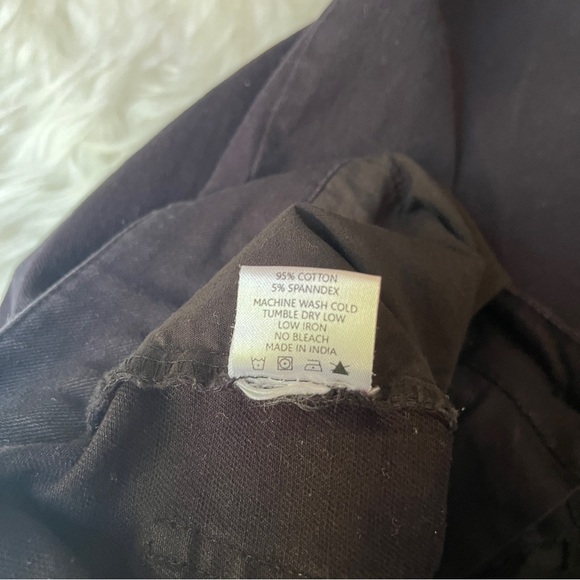 95% COTTON
5% SPANNDEX
MACHINE WASH COLD
TUMBLE DRY LOW
LOW IRON
NO BLEACH
MADE IN INDIA